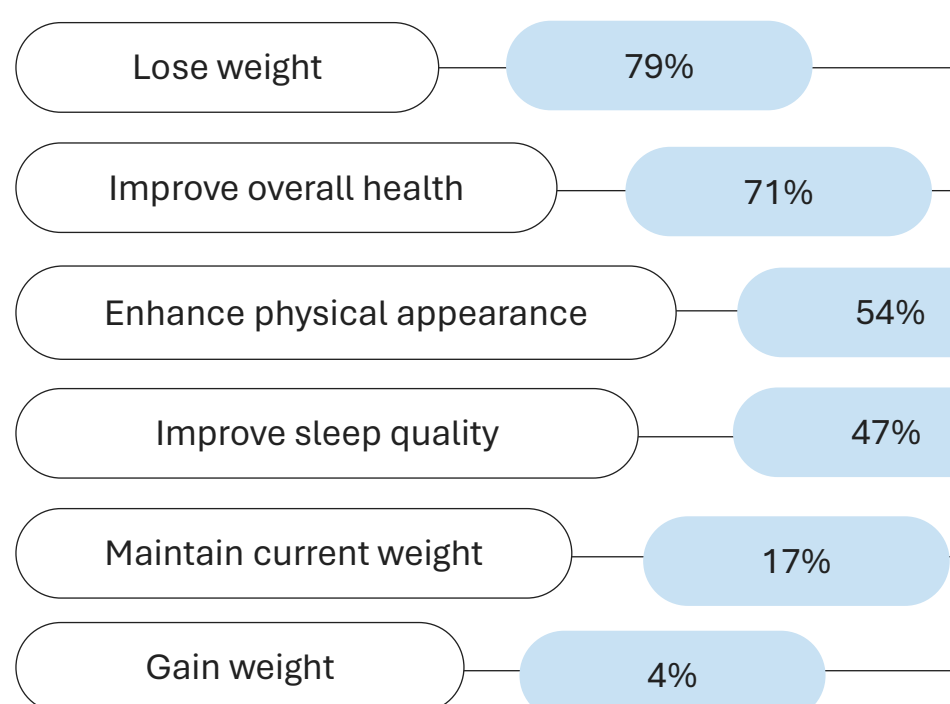 Lose weight 79%
Improve overall health 71%
Enhance physical appearance 54%
Improve sleep quality 47%
Maintain current weight 17%
Gain weight 4%